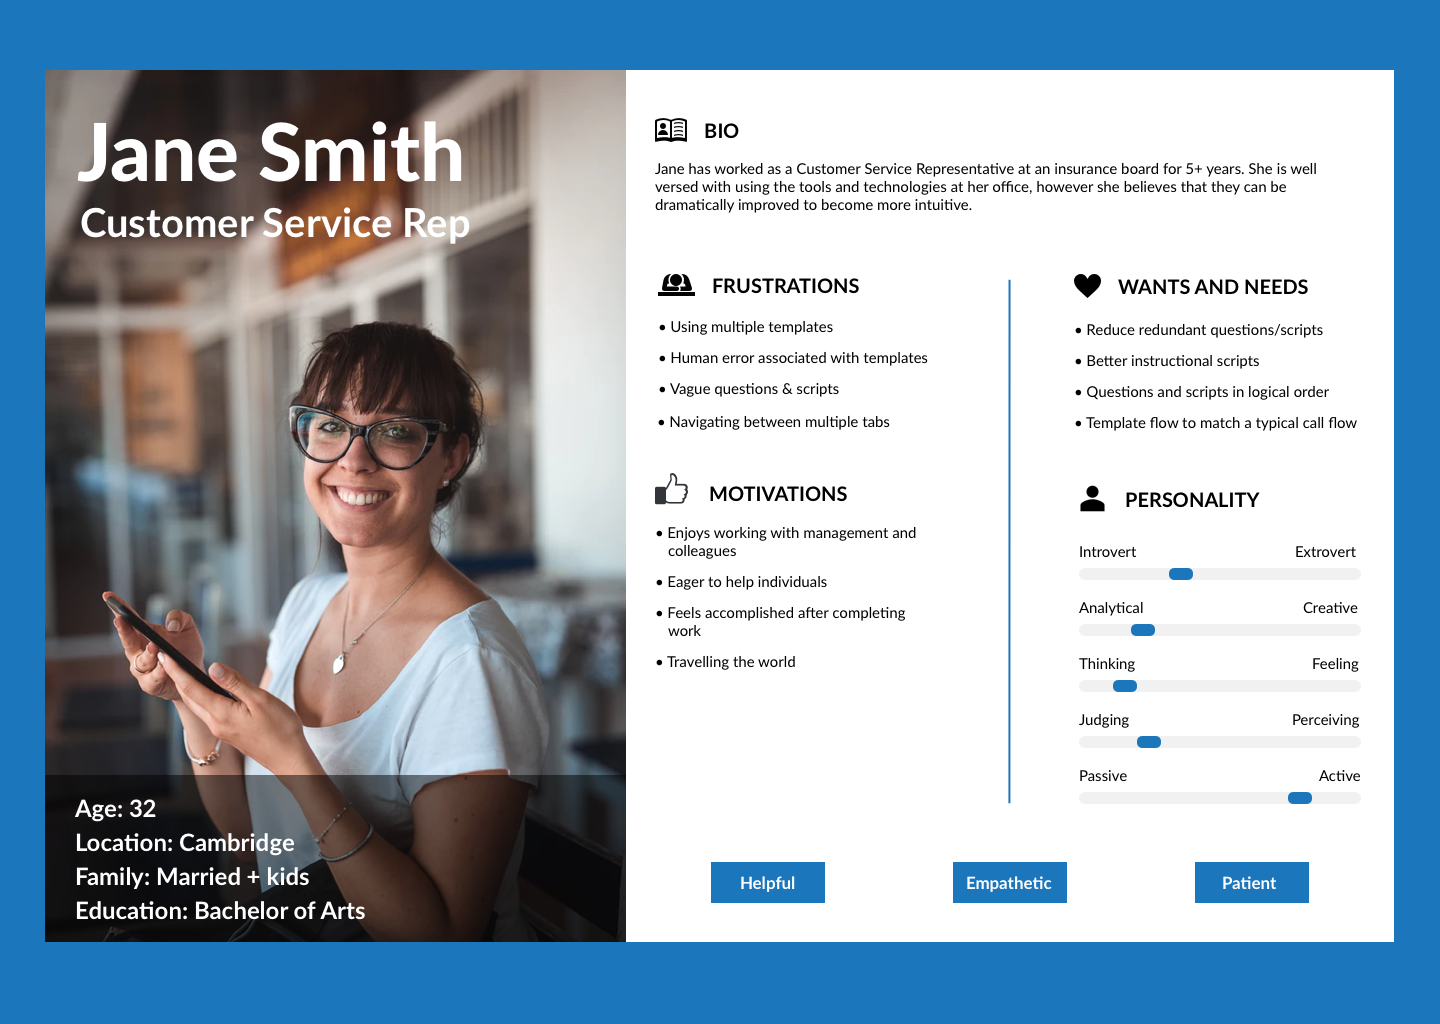 Jane Smith
Customer Service Rep
Age: 32
Location: Cambridge
Family: Married + kids
Education: Bachelor of Arts
BIO
Jane has worked as a Customer Service Representative at an insurance board for 5+ years. She is well
versed with using the tools and technologies at her office, however she believes that they can be
dramatically improved to become more intuitive.
FRUSTRATIONS
• Using multiple templates
• Human error associated with templates
• Vague questions & scripts
• Navigating between multiple tabs
MOTIVATIONS
• Enjoys working with management and
colleagues
• Eager to help individuals
• Feels accomplished after completing
work
• Travelling the world
WANTS AND NEEDS
• Reduce redundant questions/scripts
• Better instructional scripts
• Questions and scripts in logical order
• Template flow to match a typical call flow
PERSONALITY
Introvert Extrovert
Analytical Creative
Thinking Feeling
Judging Perceiving
Passive Active
Helpful Empathetic Patient